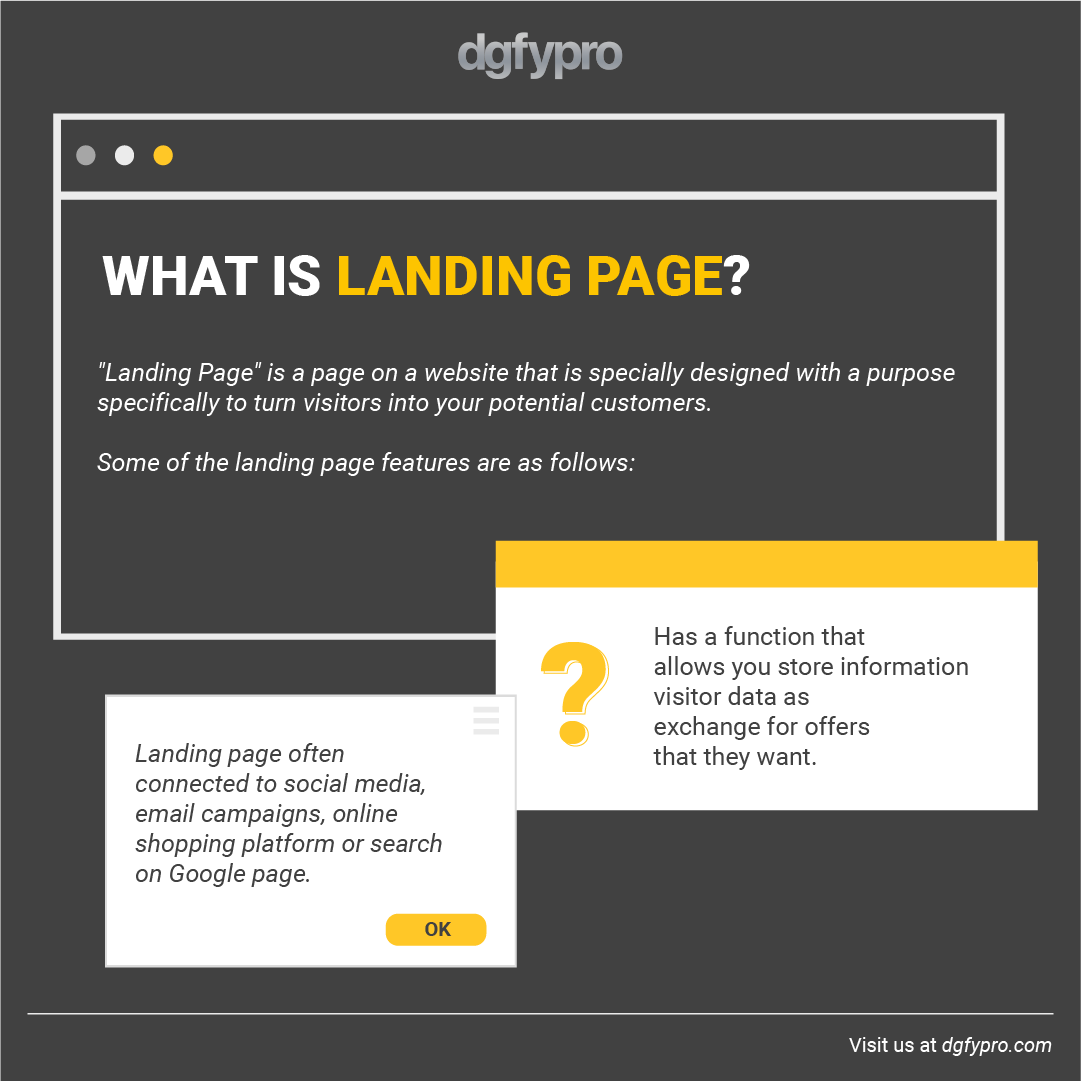 dgfypro
WHAT IS LANDING PAGE?
"Landing Page" is a page on a website that is specially designed with a purpose
specifically to turn visitors into your potential customers.
Some of the landing page features are as follows:
?
Has a function that
allows you store information
visitor data as
exchange for offers
that they want.
Landing page often
connected to social media,
email campaigns, online
shopping platform or search
on Google page.
OK
Visit us at dgfypro.com